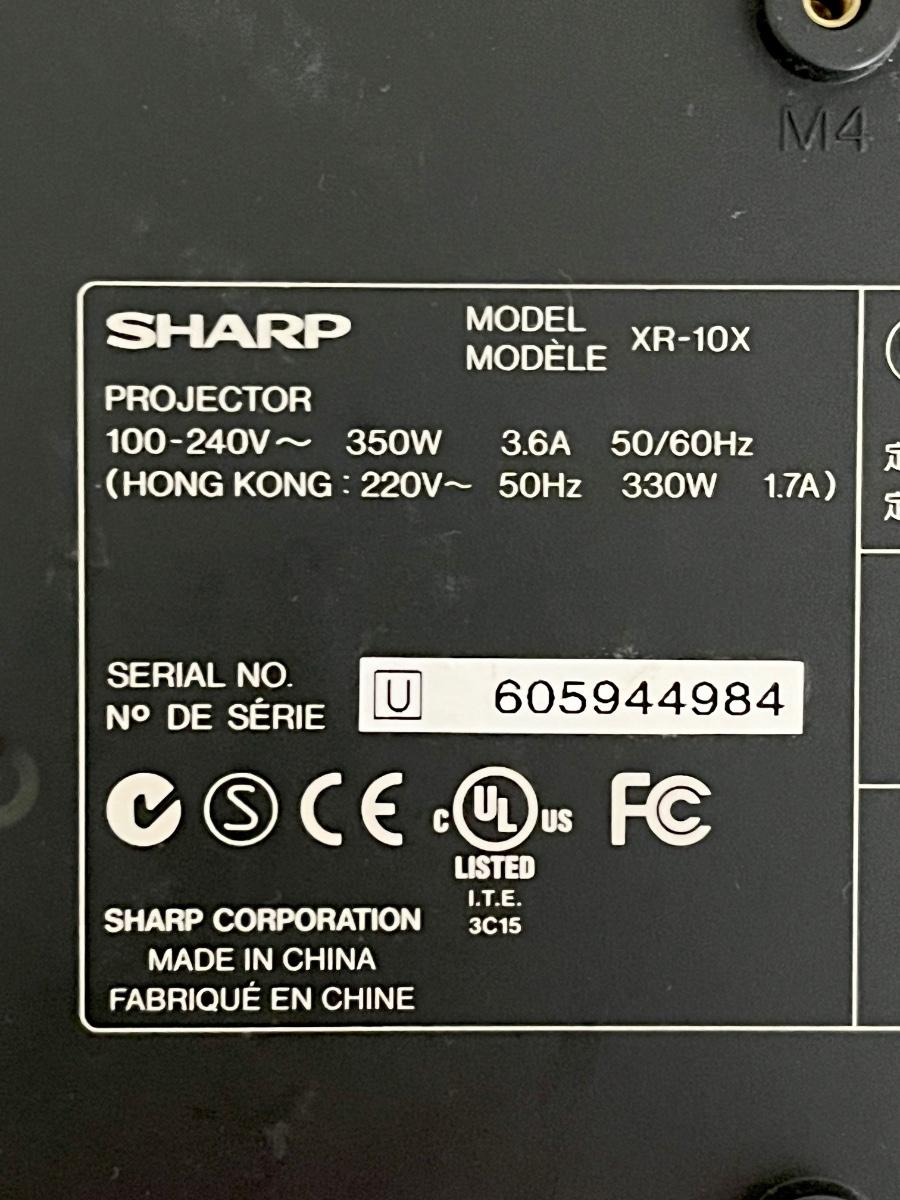 M4
SHARP
MODEL
MODÈLE
XR-10X
PROJECTOR
100-240V～ 350W 3.6A 50/60Hz
(HONG KONG : 220V～ 50Hz 330W 1.7A)
定
定
SERIAL NO.
Nº DE SÉRIE
U 605944984
S CE C UL US FC
LISTED
I.T.E.
3C15
SHARP CORPORATION
MADE IN CHINA
FABRIQUÉ EN CHINE